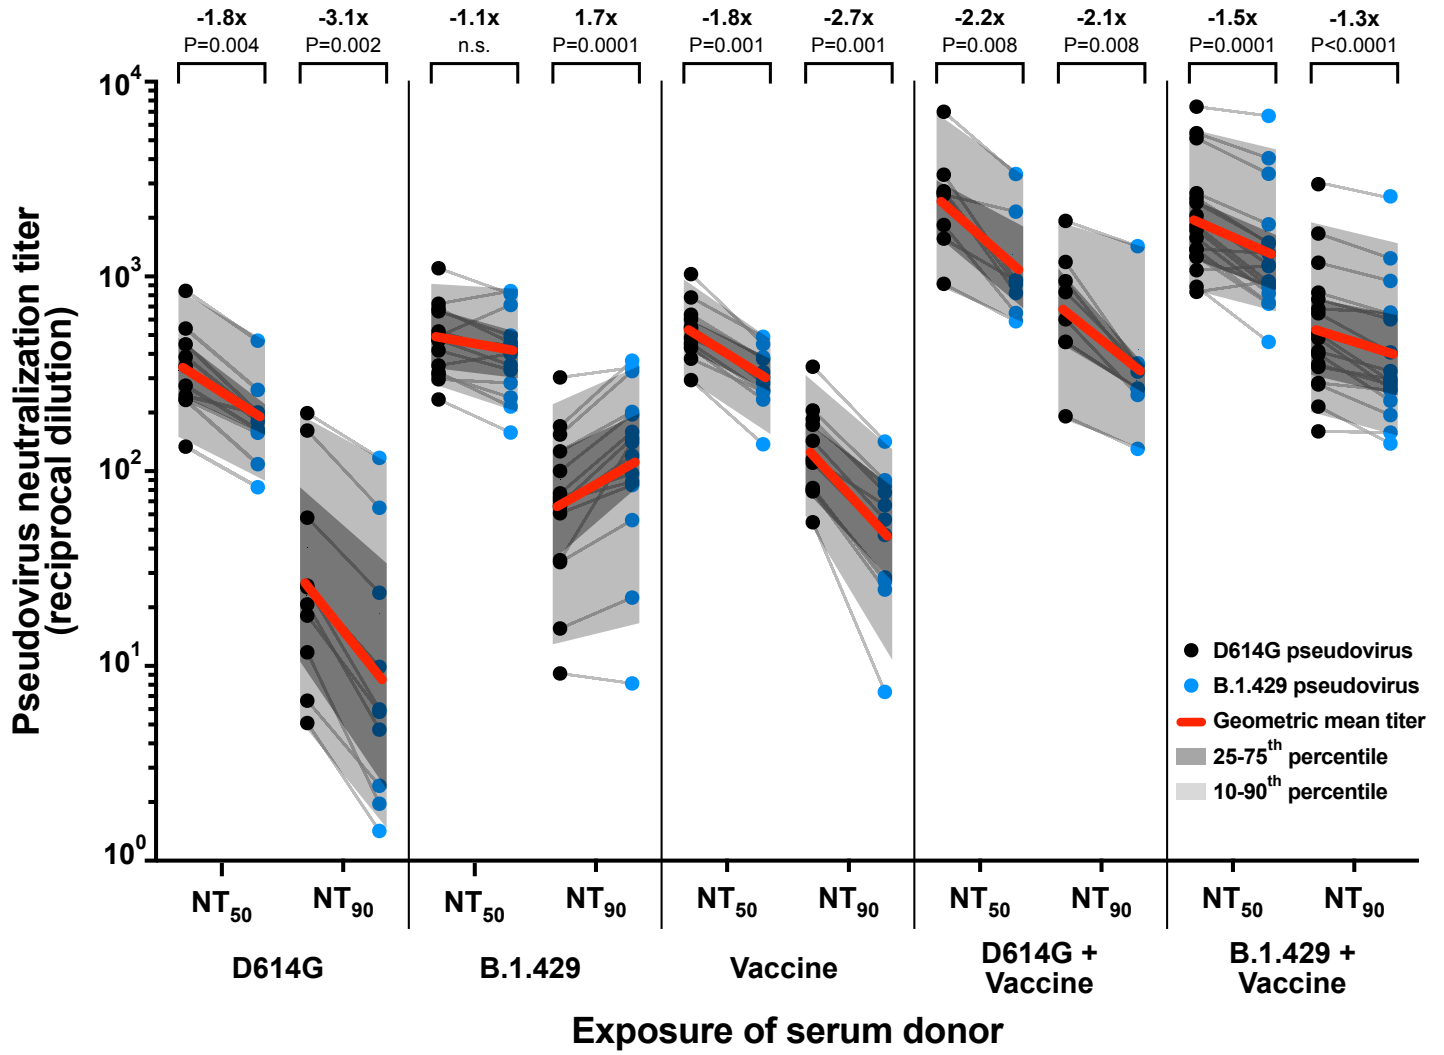 -1.8x -3.1x -1.1x 1.7x -1.8x -2.7x -2.2x -2.1x -1.5x -1.3x
P=0.004 P=0.002 n.s. P=0.0001 P=0.001 P=0.001 P=0.008 P=0.008 P=0.0001 P<0.0001
Pseudovirus neutralization titer
(reciprocal dilution)
10⁴
10³
10²
10¹
10⁰
D614G pseudovirus
B.1.429 pseudovirus
Geometric mean titer
25-75th percentile
10-90th percentile
NT₅₀ NT₉₀ NT₅₀ NT₉₀ NT₅₀ NT₉₀ NT₅₀ NT₉₀ NT₅₀ NT₉₀
D614G B.1.429 Vaccine D614G + B.1.429 +
Vaccine Vaccine
Exposure of serum donor